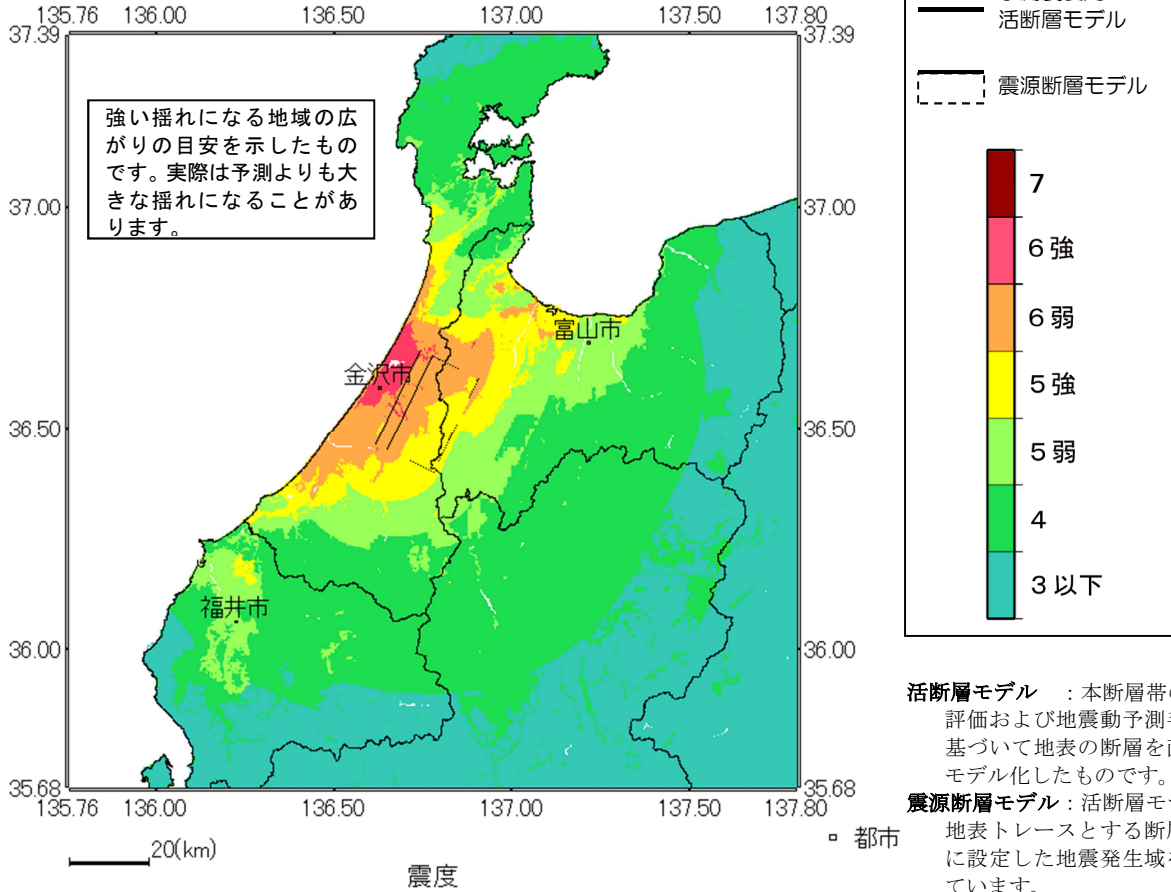 135.76 136.00 136.50 137.00 137.50 137.80
37.39 37.39
強い揺れになる地域の広
がりの目安を示したもの
です。実際は予測よりも大
きな揺れになることがあ
ります。
37.00 37.00
富山市
金沢市
36.50 36.50
福井市
36.00 36.00
35.68 35.68
135.76 136.00 136.50 137.00 137.50 137.80
20(km)
震度
都市
活断層モデル
震源断層モデル
7
6強
6弱
5強
5弱
4
3以下
活断層モデル :本断層帯の
評価および地震動予測
基づいて地表の断層を
モデル化したものです。
震源断層モデル:活断層モ
地表トレースとする断
に設定した地震発生域
ています。